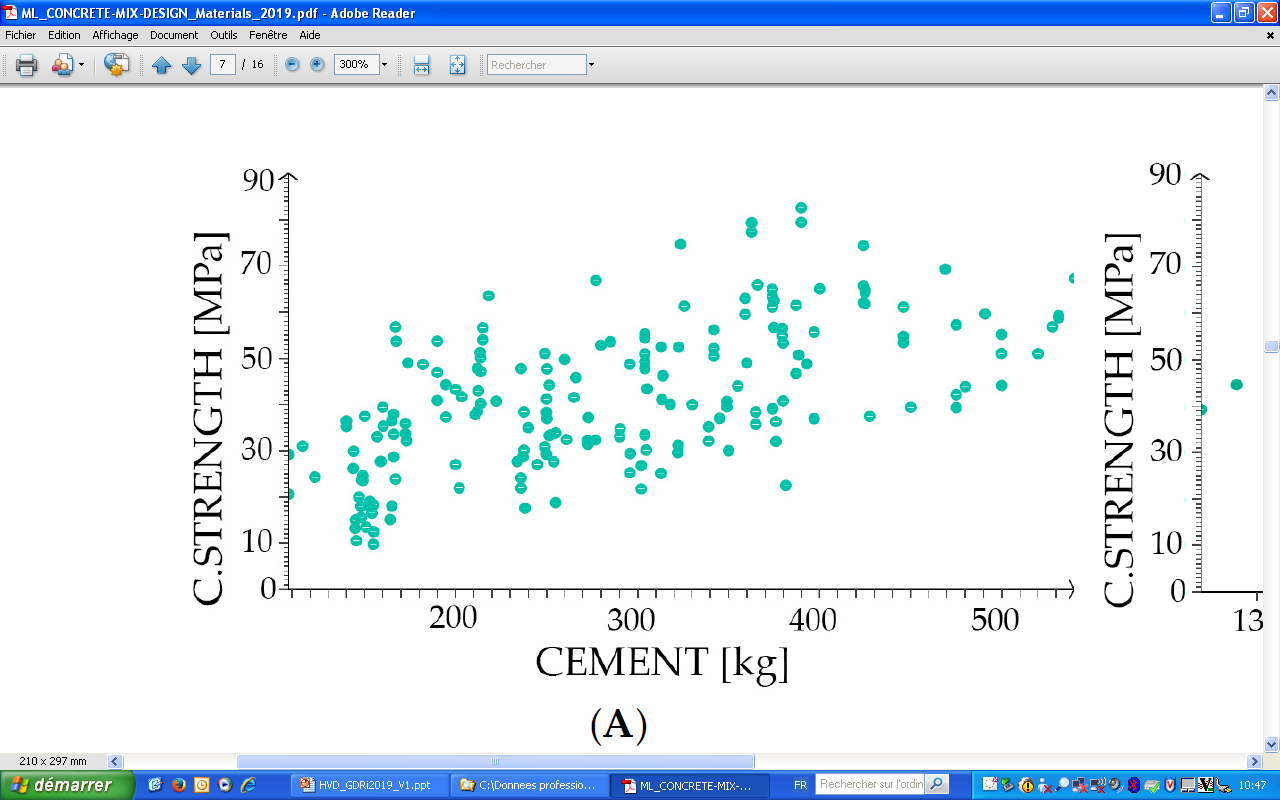 ML_CONCRETE-MIX-DESIGN_Materials_2019.pdf - Adobe Reader
Fichier Edition Affichage Document Outils Fenêtre Aide
7 / 16 300% Rechercher
90
70
50
30
10
0
C.STRENGTH [MPa]
200 300 400 500
CEMENT [kg]
(A)
90
70
50
30
10
0
C.STRENGTH [MPa]
13
210 x 297 mm
démarrer HVD_GDRi2019_V1.ppt C:\Donnees professio... ML_CONCRETE-MIX-... FR Rechercher sur l'ordin 10:47